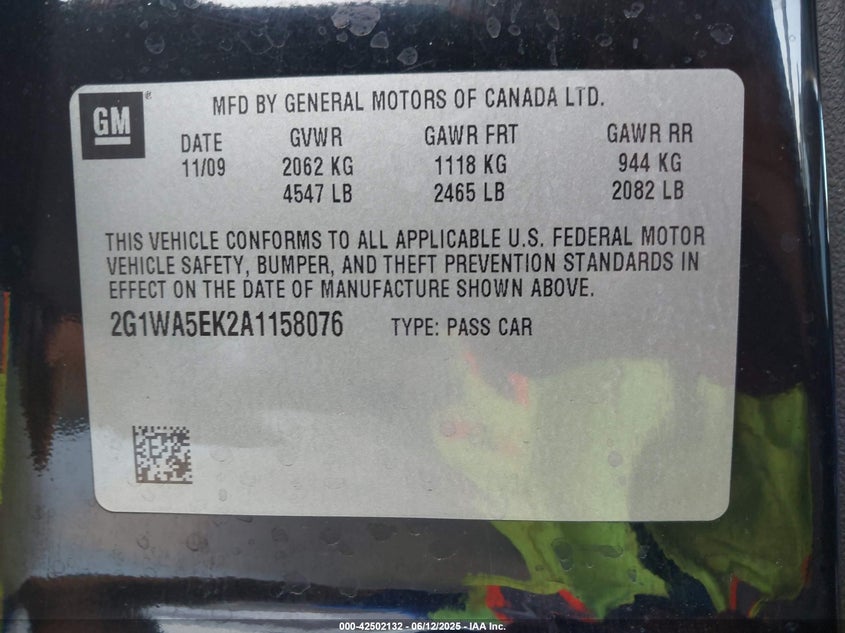 GM
MFD BY GENERAL MOTORS OF CANADA LTD.
DATE GVWR GAWR FRT GAWR RR
11/09 2062 KG 1118 KG 944 KG
4547 LB 2465 LB 2082 LB
THIS VEHICLE CONFORMS TO ALL APPLICABLE U.S. FEDERAL MOTOR
VEHICLE SAFETY, BUMPER, AND THEFT PREVENTION STANDARDS IN
EFFECT ON THE DATE OF MANUFACTURE SHOWN ABOVE.
2G1WA5EK2A1158076 TYPE: PASS CAR
000-42502132 - 06/12/2025 - IAA Inc.